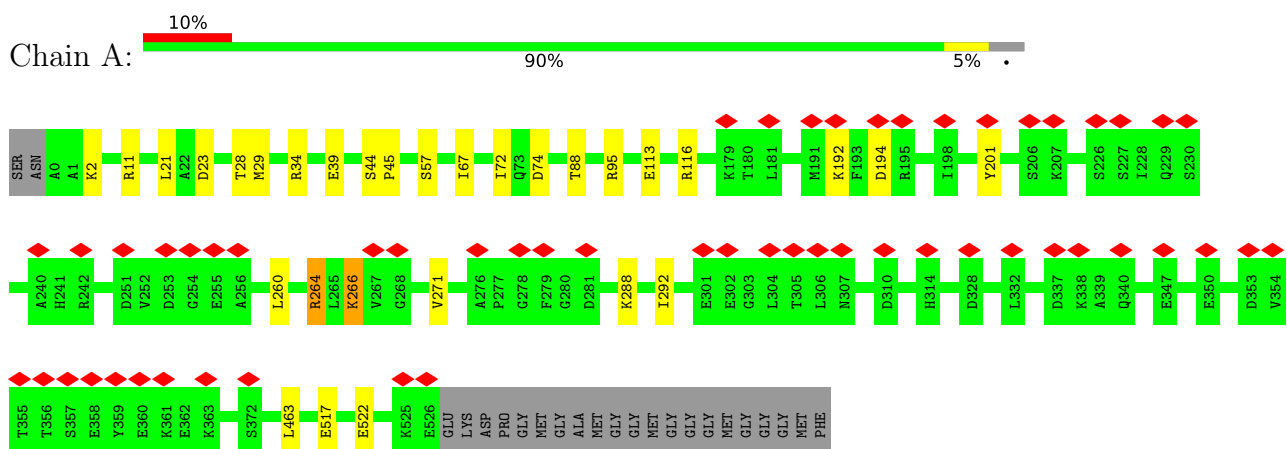 10%
Chain A:
90% 5% •
SER ASN A0 A1 K2 R11 L21 A22 D23 T28 M29 R34 E39 S44 P45 S57 I67 I72 Q73 D74 T88 R95 E113 R116 K179 T180 L181 M191 K192 F193 D194 R195 I198 Y201 S206 K207 S226 S227 I228 Q229 S230
A240 H241 R242 D251 V252 D253 G254 E255 A256 L260 R264 L265 K266 V267 G268 V271 A276 P277 G278 F279 G280 D281 K288 I292 E301 E302 G303 L304 T305 L306 N307 D310 H314 D328 L332 D337 K338 A339 Q340 E347 E350 D353 V354
T355 T356 S357 E358 Y359 E360 K361 E362 K363 S372 L463 E517 E522 K525 E526 GLU LYS ASP PRO GLY MET GLY ALA MET GLY GLY MET GLY GLY GLY MET GLY GLY GLY MET PHE